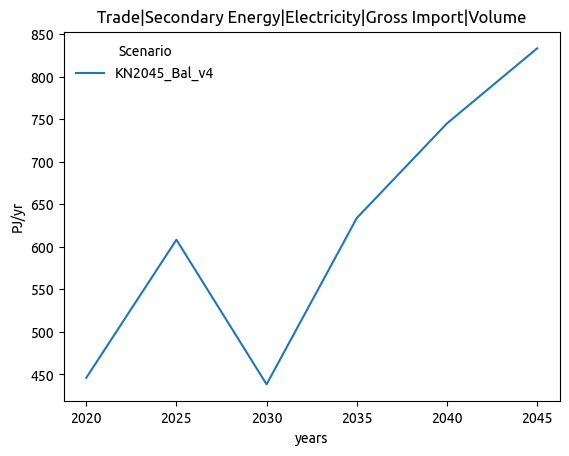 Trade|Secondary Energy|Electricity|Gross Import|Volume
850
800
750
700
650
600
550
500
450
PJ/yr
Scenario
KN2045_Bal_v4
2020 2025 2030 2035 2040 2045
years